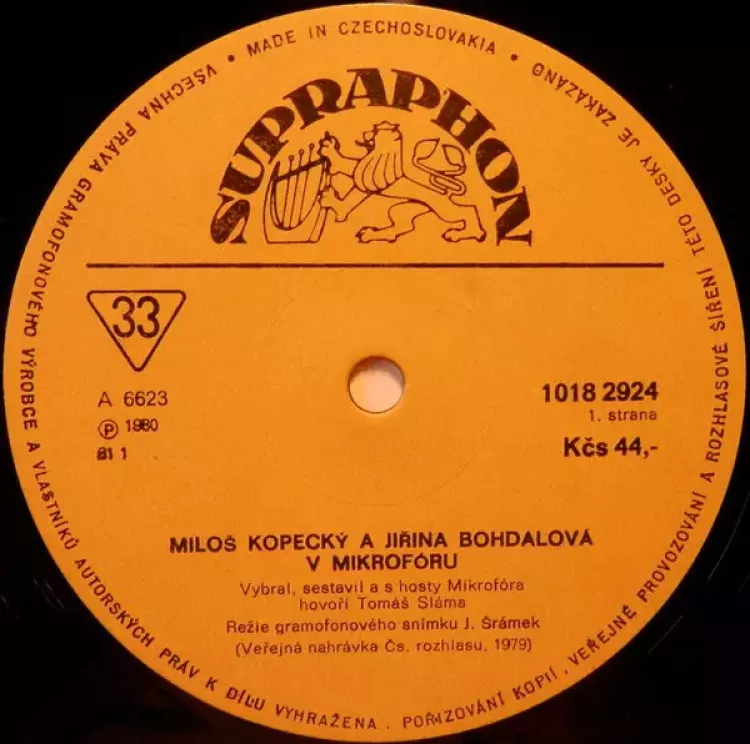 VŠECHNA PRÁVA GRAMOFONOVÉHO VÝROBCE A VLASTNÍKŮ AUTORSKÝCH PRÁV K DÍLU VYHRAŽENA. POŘIZOVÁNÍ KOPIÍ, VEŘEJNÉ PROVOZOVÁNÍ A ROZHLASOVÉ ŠÍŘENÍ TÉTO DESKY JE ZAKÁZÁNO
• MADE IN CZECHOSLOVAKIA •
SUPRAPHON
33
A 6623
Ⓟ 1980
81 1
1018 2924
1. strana
Kčs 44,-
MILOŠ KOPECKÝ A JIŘINA BOHDALOVÁ
V MIKROFÓRU
Vybral, sestavil a s hosty Mikrofóra
hovoří Tomáš Sláma
Režie gramofonového snímku J. Šrámek
(Veřejná nahrávka Čs. rozhlasu, 1979)